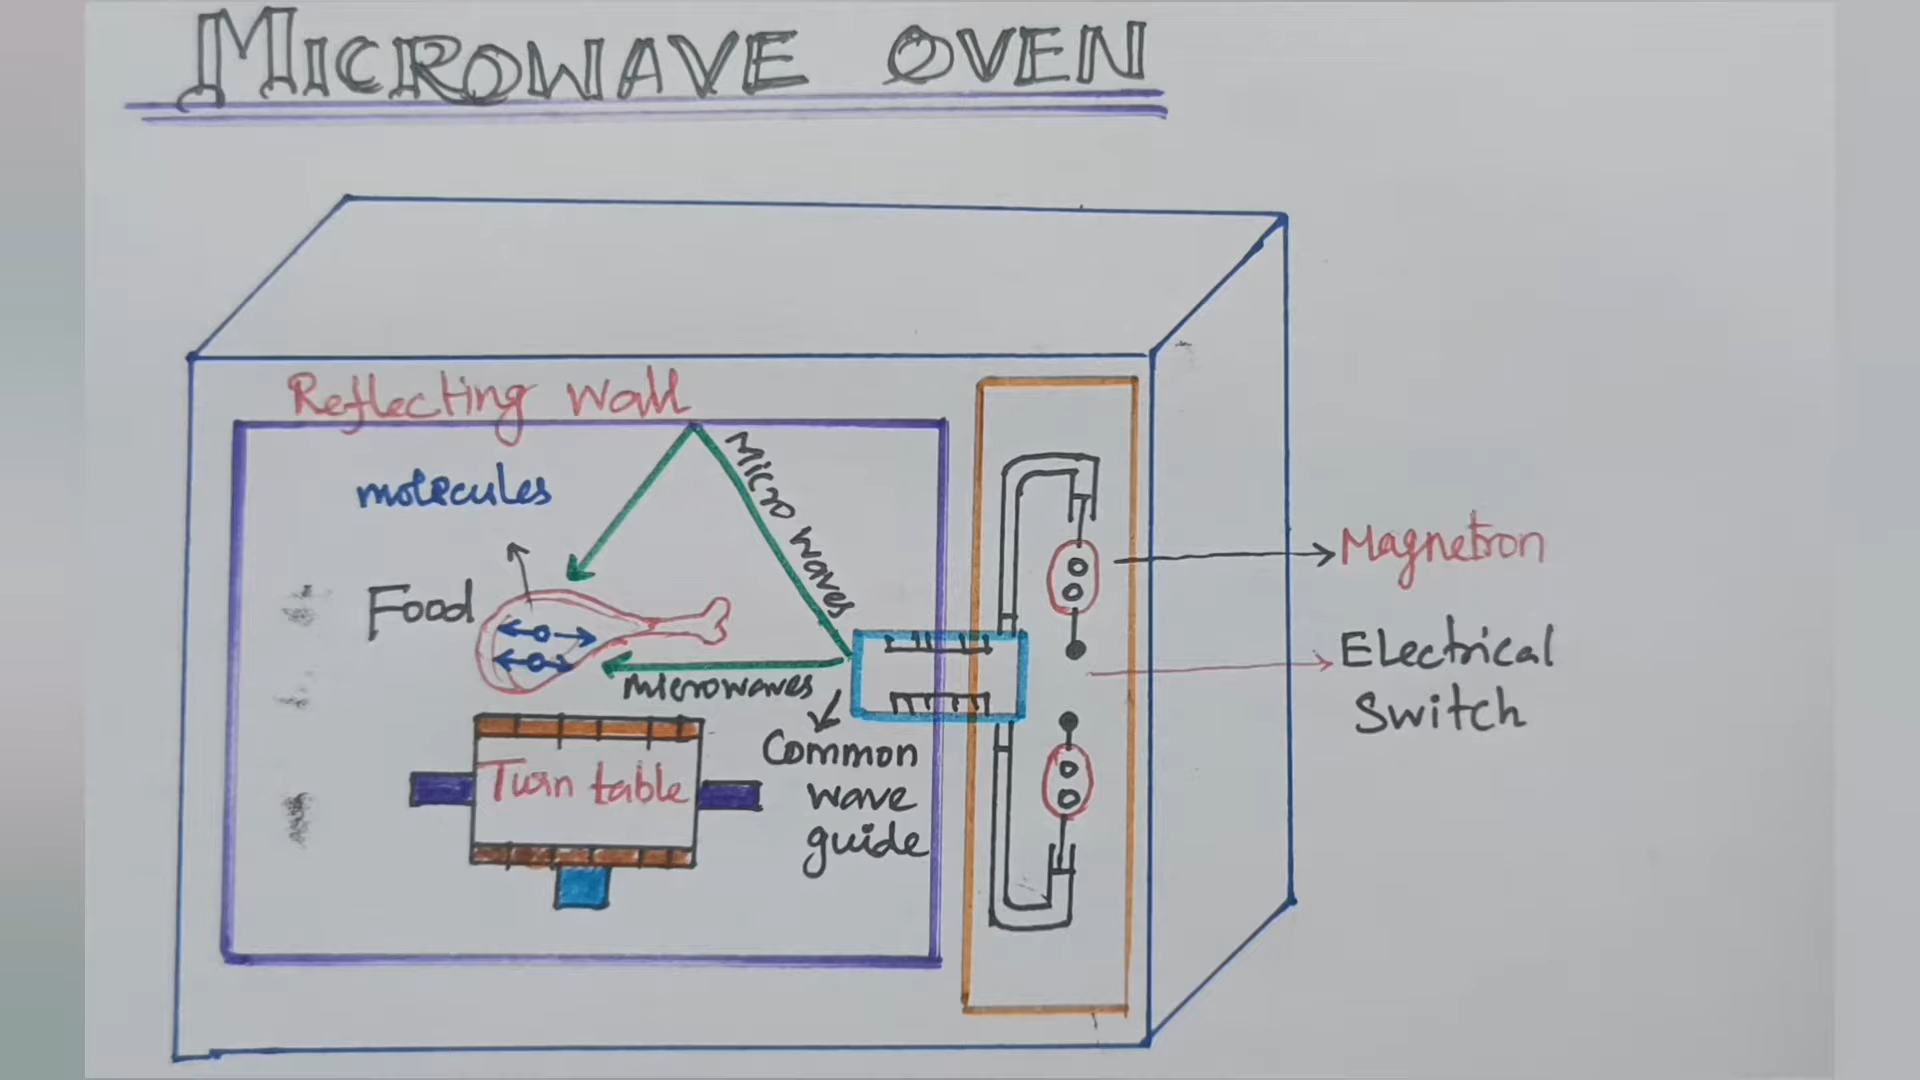 MICROWAVE OVEN
Reflecting wall
Micro waves
molecules
Food
microwaves
Turn table
Common
wave
guide
Magnetron
Electrical
Switch